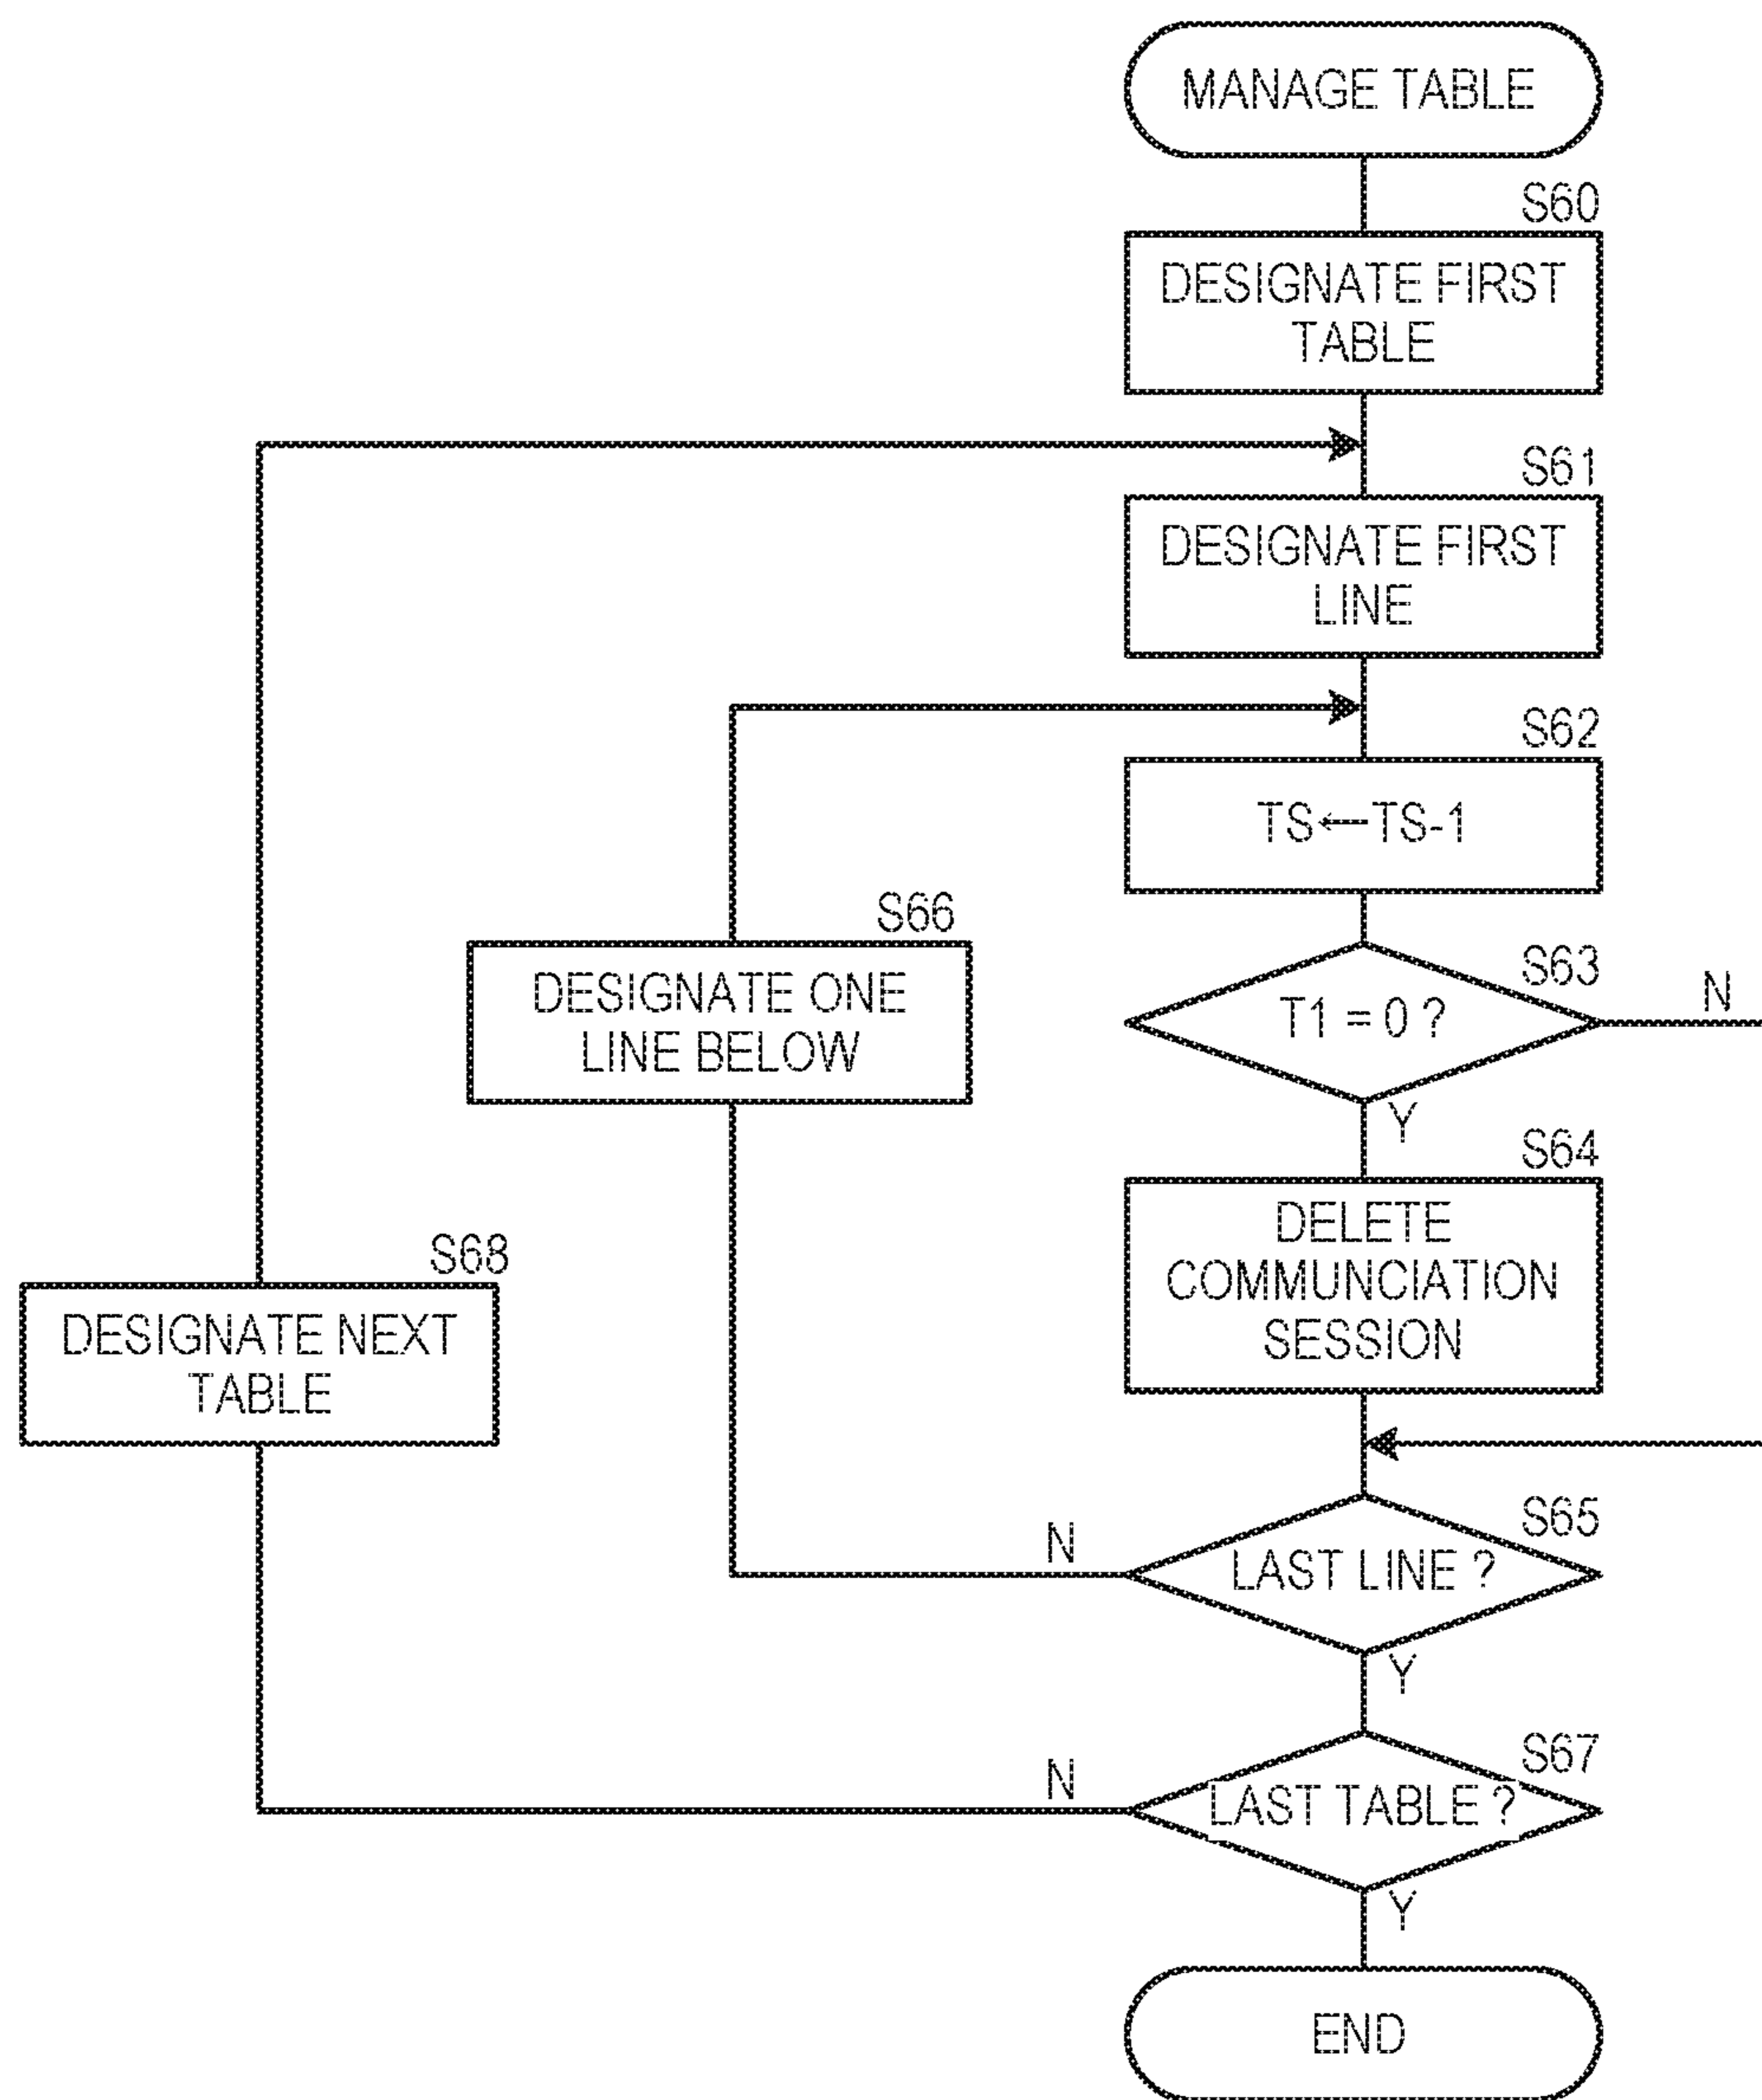 MANAGE TABLE
S60
DESIGNATE FIRST
TABLE
S61
DESIGNATE FIRST
LINE
S62
TS←TS-1
S66
DESIGNATE ONE
LINE BELOW
S63
T1 = 0 ?
N
Y
S64
DELETE
COMMUNCIATION
SESSION
S68
DESIGNATE NEXT
TABLE
S65
LAST LINE ?
N
Y
S67
LAST TABLE ?
N
Y
END